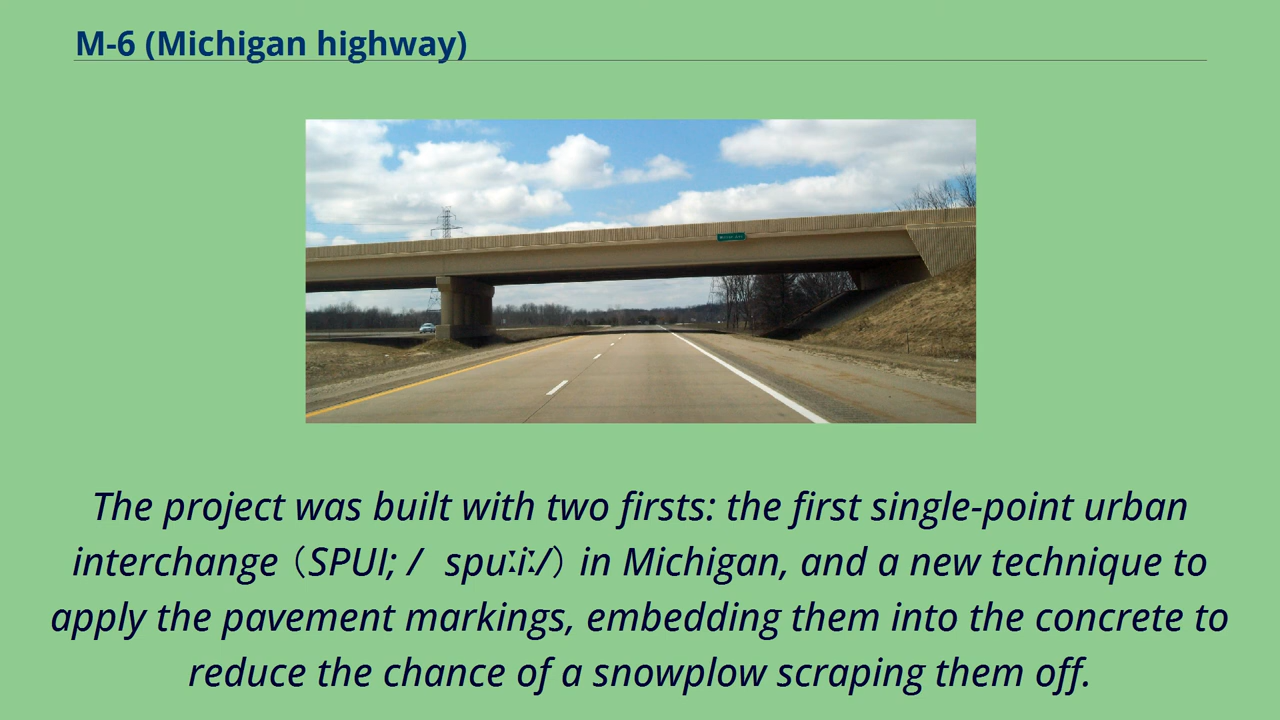 M-6 (Michigan highway)
The project was built with two firsts: the first single-point urban
interchange （SPUI; / spuːiː/） in Michigan, and a new technique to
apply the pavement markings, embedding them into the concrete to
reduce the chance of a snowplow scraping them off.